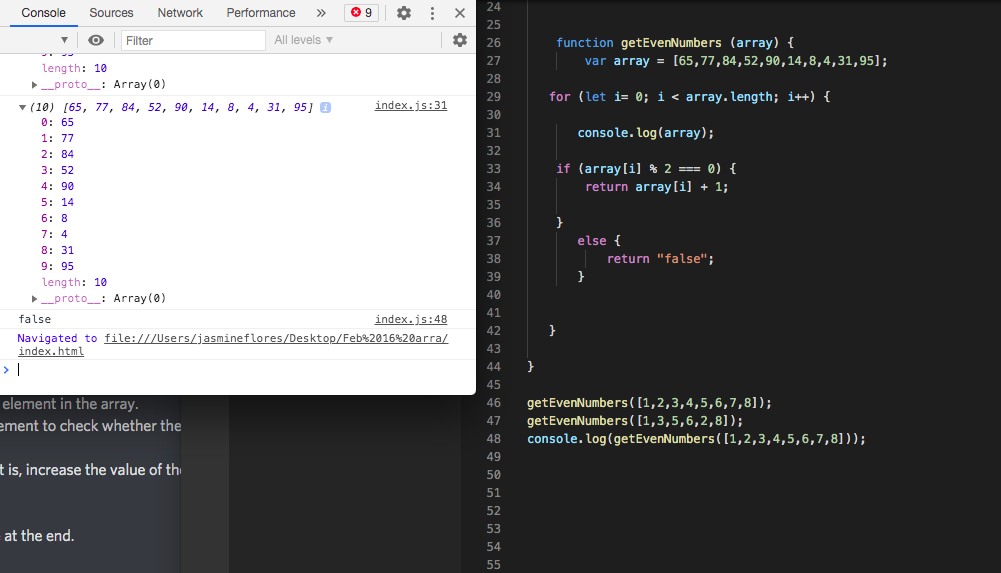 Console Sources Network Performance » 9
Filter All levels ▼
length: 10
__proto__: Array(0)
(10) [65, 77, 84, 52, 90, 14, 8, 4, 31, 95] i index.js:31
0: 65
1: 77
2: 84
3: 52
4: 90
5: 14
6: 8
7: 4
8: 31
9: 95
length: 10
__proto__: Array(0)
false index.js:48
Navigated to file:///Users/jasmineflores/Desktop/Feb%2016%20arra/
index.html
>
element in the array.
ement to check whether the
t is, increase the value of the
at the end.
24
25
26 function getEvenNumbers (array) {
27 var array = [65,77,84,52,90,14,8,4,31,95];
28
29 for (let i= 0; i < array.length; i++) {
30
31 console.log(array);
32
33 if (array[i] % 2 === 0) {
34 return array[i] + 1;
35
36 }
37 else {
38 return "false";
39 }
40
41
42 }
43
44 }
45
46 getEvenNumbers([1,2,3,4,5,6,7,8]);
47 getEvenNumbers([1,3,5,6,2,8]);
48 console.log(getEvenNumbers([1,2,3,4,5,6,7,8]));
49
50
51
52
53
54
55